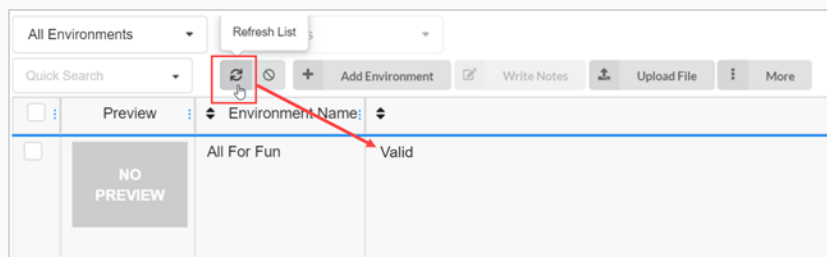 All Environments
Refresh List
s
Quick Search
Add Environment
Write Notes
Upload File
More
Preview
Environment Name
All For Fun
Valid
NO
PREVIEW